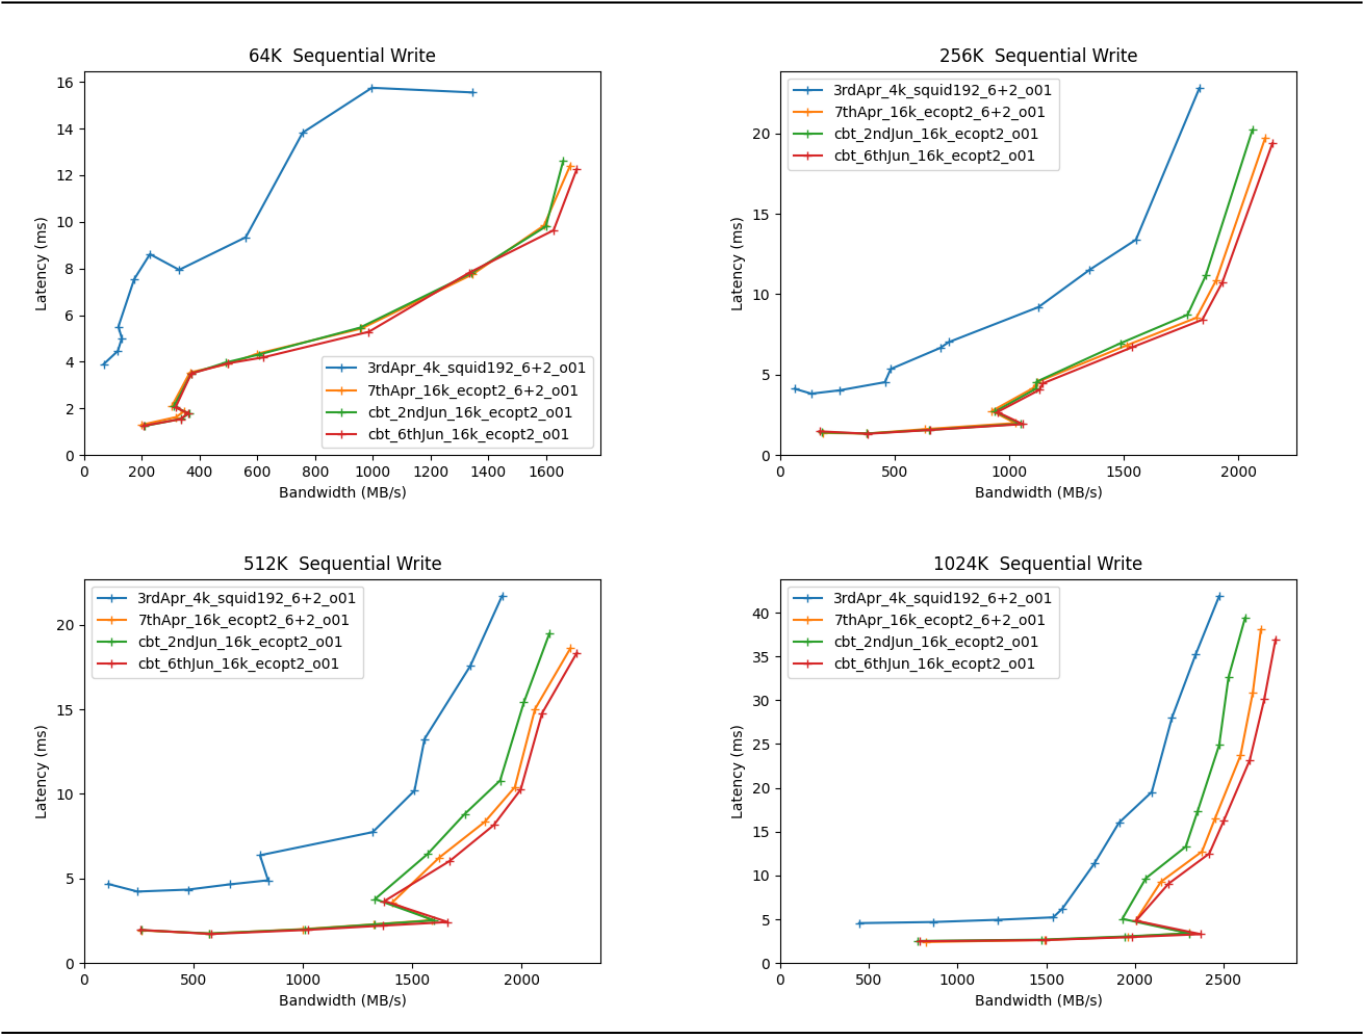 64K Sequential Write
16
14
12
10
8
6
4
2
0
Latency (ms)
3rdApr_4k_squid192_6+2_o01
7thApr_16k_ecopt2_6+2_o01
cbt_2ndJun_16k_ecopt2_o01
cbt_6thJun_16k_ecopt2_o01
0 200 400 600 800 1000 1200 1400 1600
Bandwidth (MB/s)
256K Sequential Write
3rdApr_4k_squid192_6+2_o01
7thApr_16k_ecopt2_6+2_o01
cbt_2ndJun_16k_ecopt2_o01
cbt_6thJun_16k_ecopt2_o01
20
15
10
5
0
Latency (ms)
0 500 1000 1500 2000
Bandwidth (MB/s)
512K Sequential Write
3rdApr_4k_squid192_6+2_o01
7thApr_16k_ecopt2_6+2_o01
cbt_2ndJun_16k_ecopt2_o01
cbt_6thJun_16k_ecopt2_o01
20
15
10
5
0
Latency (ms)
0 500 1000 1500 2000
Bandwidth (MB/s)
1024K Sequential Write
3rdApr_4k_squid192_6+2_o01
7thApr_16k_ecopt2_6+2_o01
cbt_2ndJun_16k_ecopt2_o01
cbt_6thJun_16k_ecopt2_o01
40
35
30
25
20
15
10
5
0
Latency (ms)
0 500 1000 1500 2000 2500
Bandwidth (MB/s)